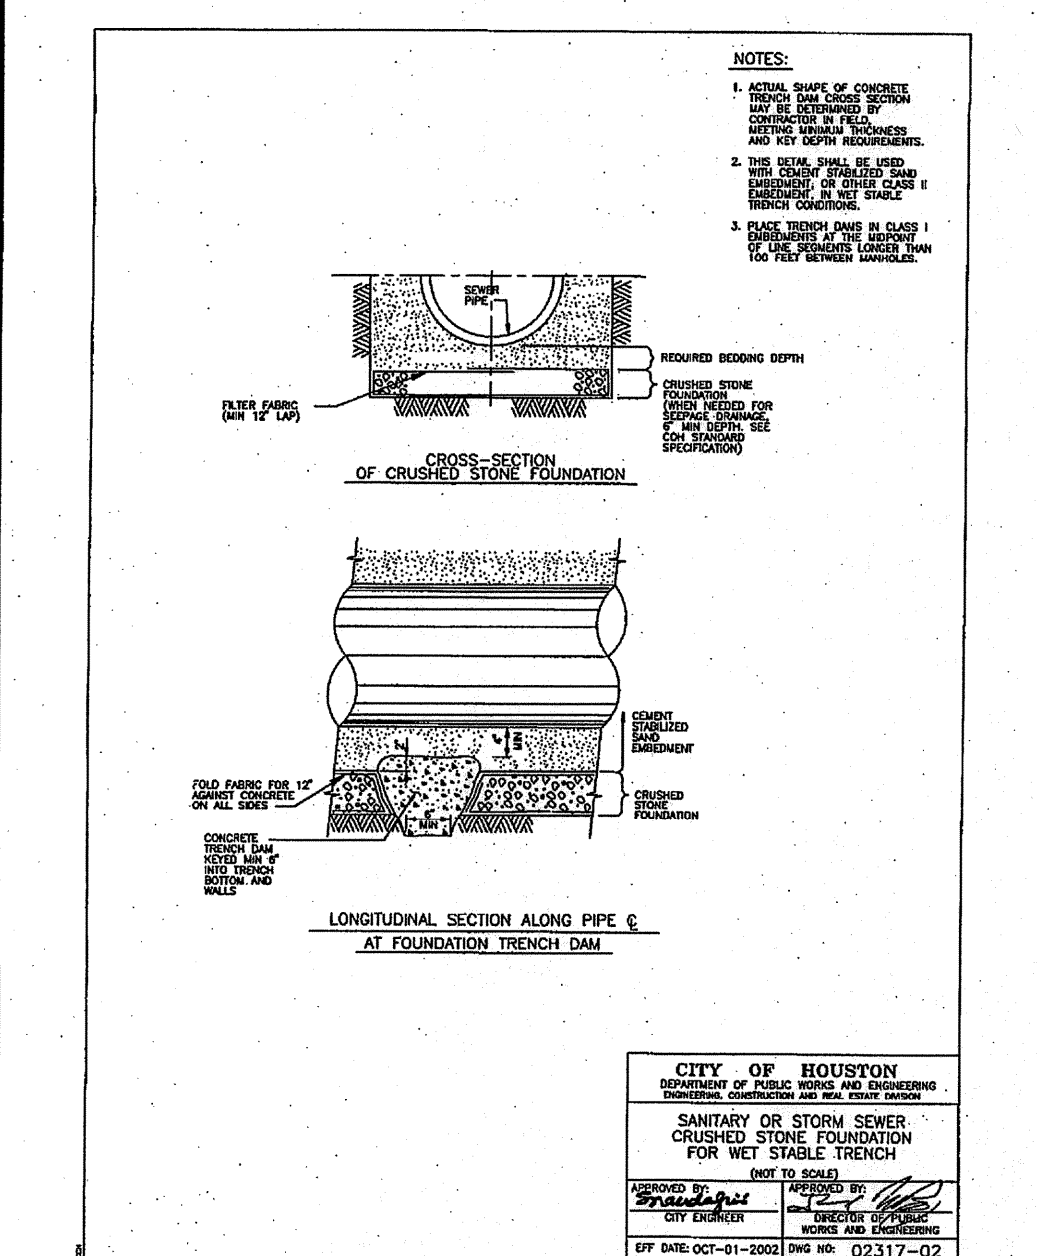 NOTES:
1. ACTUAL SHAPE OF CONCRETE
TRENCH DAM CROSS SECTION
MAY BE DETERMINED BY
CONTRACTOR IN FIELD,
MEETING MINIMUM THICKNESS
AND KEY DEPTH REQUIREMENTS.
2. THIS DETAIL SHALL BE USED
WITH CEMENT STABILIZED SAND
EMBEDMENT, OR OTHER CLASS II
EMBEDMENT, IN WET STABLE
TRENCH CONDITIONS.
3. PLACE TRENCH DAMS IN CLASS I
EMBEDMENTS AT THE MIDPOINT
OF LINE SEGMENTS LONGER THAN
100 FEET BETWEEN MANHOLES.
SEWER
PIPE
REQUIRED BEDDING DEPTH
CRUSHED STONE
FOUNDATION
(WHEN NEEDED FOR
SEEPAGE DRAINAGE,
6" MIN DEPTH. SEE
COH STANDARD
SPECIFICATION)
FILTER FABRIC
(MIN 12" LAP)
CROSS-SECTION
OF CRUSHED STONE FOUNDATION
CEMENT
STABILIZED
SAND
EMBEDMENT
2"
MIN
FOLD FABRIC FOR 12"
AGAINST CONCRETE
ON ALL SIDES
CRUSHED
STONE
FOUNDATION
6"
MIN
CONCRETE
TRENCH DAM
KEYED MIN 6"
INTO TRENCH
BOTTOM AND
WALLS
LONGITUDINAL SECTION ALONG PIPE ℄
AT FOUNDATION TRENCH DAM
CITY OF HOUSTON
DEPARTMENT OF PUBLIC WORKS AND ENGINEERING
ENGINEERING, CONSTRUCTION AND REAL ESTATE DIVISION
SANITARY OR STORM SEWER
CRUSHED STONE FOUNDATION
FOR WET STABLE TRENCH
(NOT TO SCALE)
APPROVED BY:
CITY ENGINEER
APPROVED BY:
DIRECTOR OF PUBLIC
WORKS AND ENGINEERING
EFF DATE: OCT-01-2002
DWG NO: 02317-02